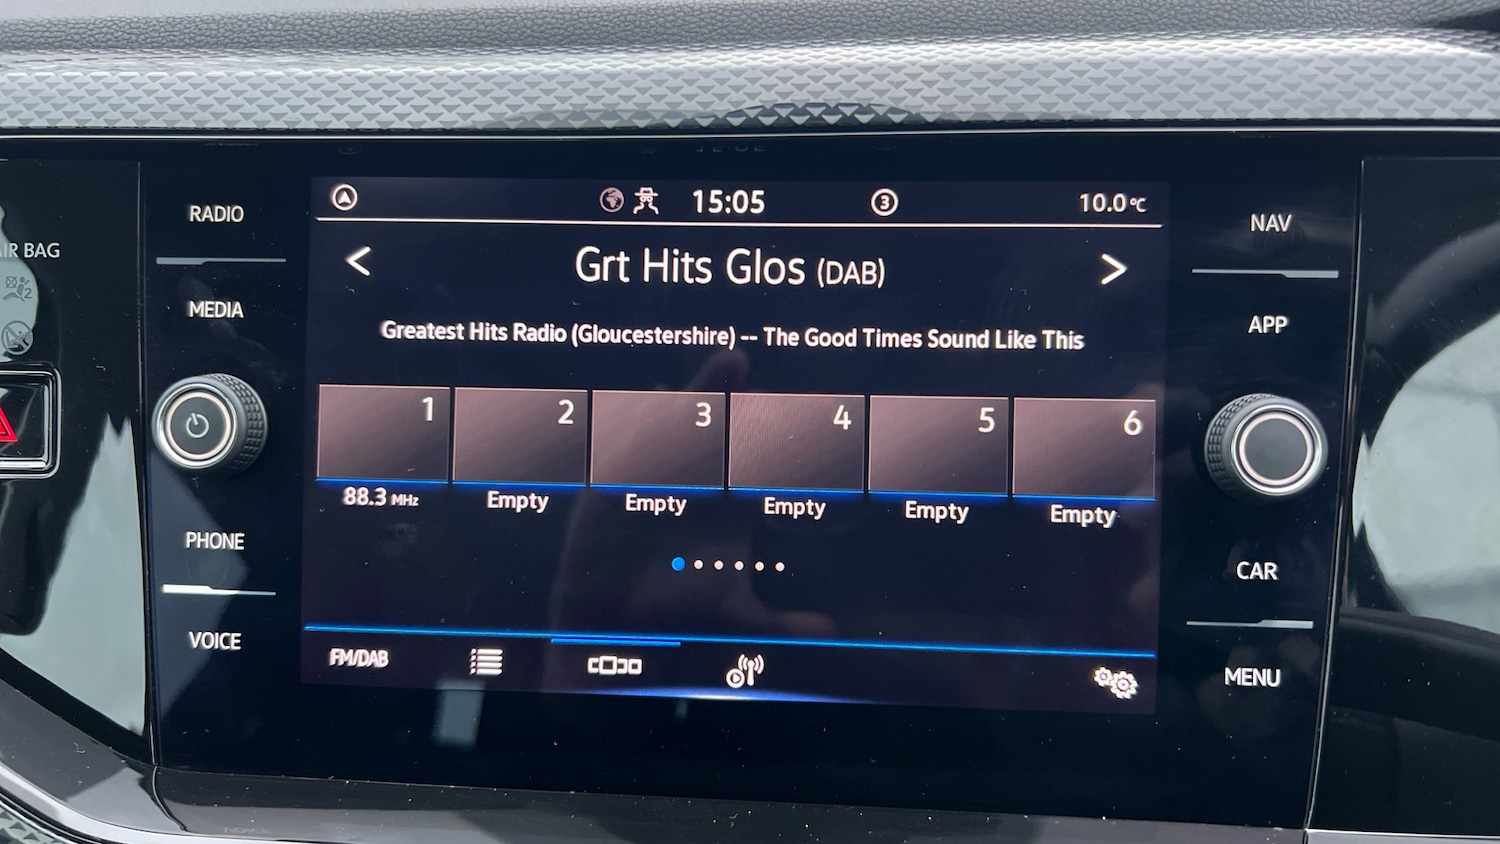 15:05
3
10.0 °C
RADIO
NAV
IR BAG
< Grt Hits Glos (DAB) >
MEDIA
APP
Greatest Hits Radio (Gloucestershire) -- The Good Times Sound Like This
1 2 3 4 5 6
88.3 MHz Empty Empty Empty Empty Empty
PHONE
CAR
VOICE
MENU
FM/DAB